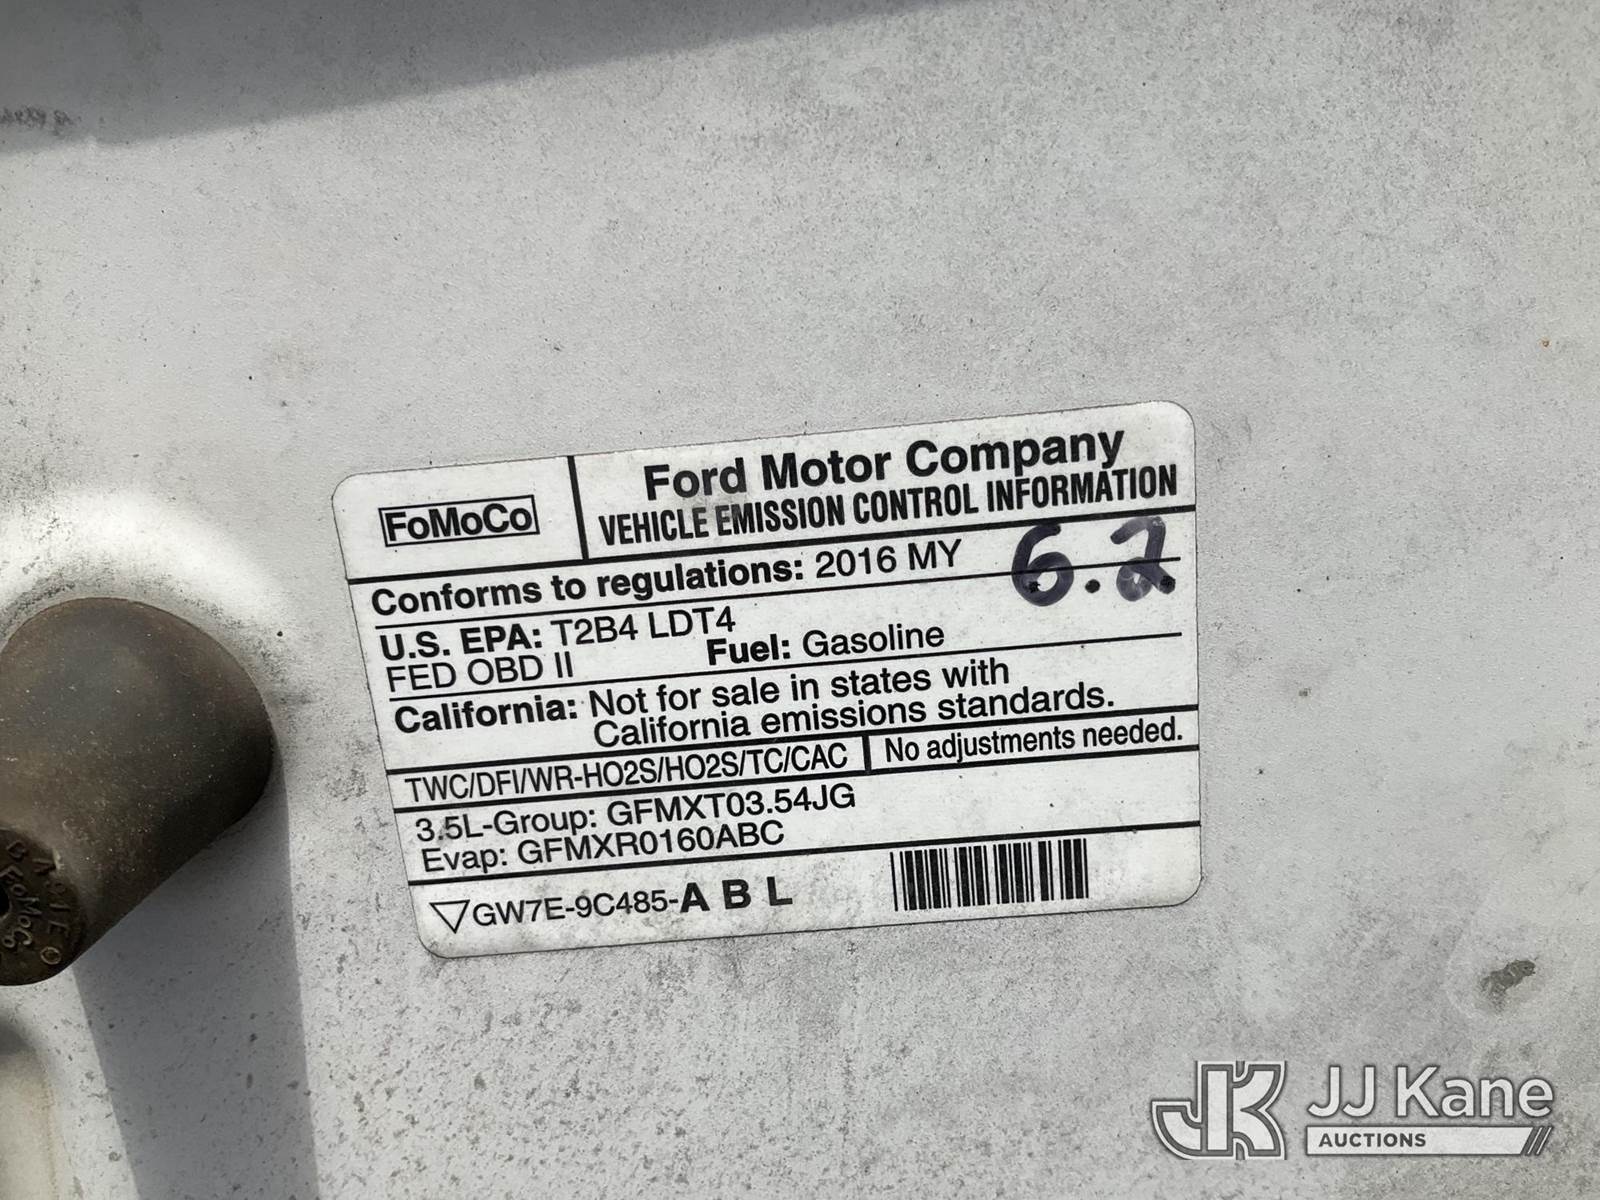 FoMoCo
Ford Motor Company
VEHICLE EMISSION CONTROL INFORMATION
Conforms to regulations: 2016 MY
6.2
U.S. EPA: T2B4 LDT4
FED OBD II Fuel: Gasoline
California: Not for sale in states with
California emissions standards.
TWC/DFI/WR-HO2S/HO2S/TC/CAC No adjustments needed.
3.5L-Group: GFMXT03.54JG
Evap: GFMXR0160ABC
GW7E-9C485-A B L
FoMoCo
JJ Kane
AUCTIONS